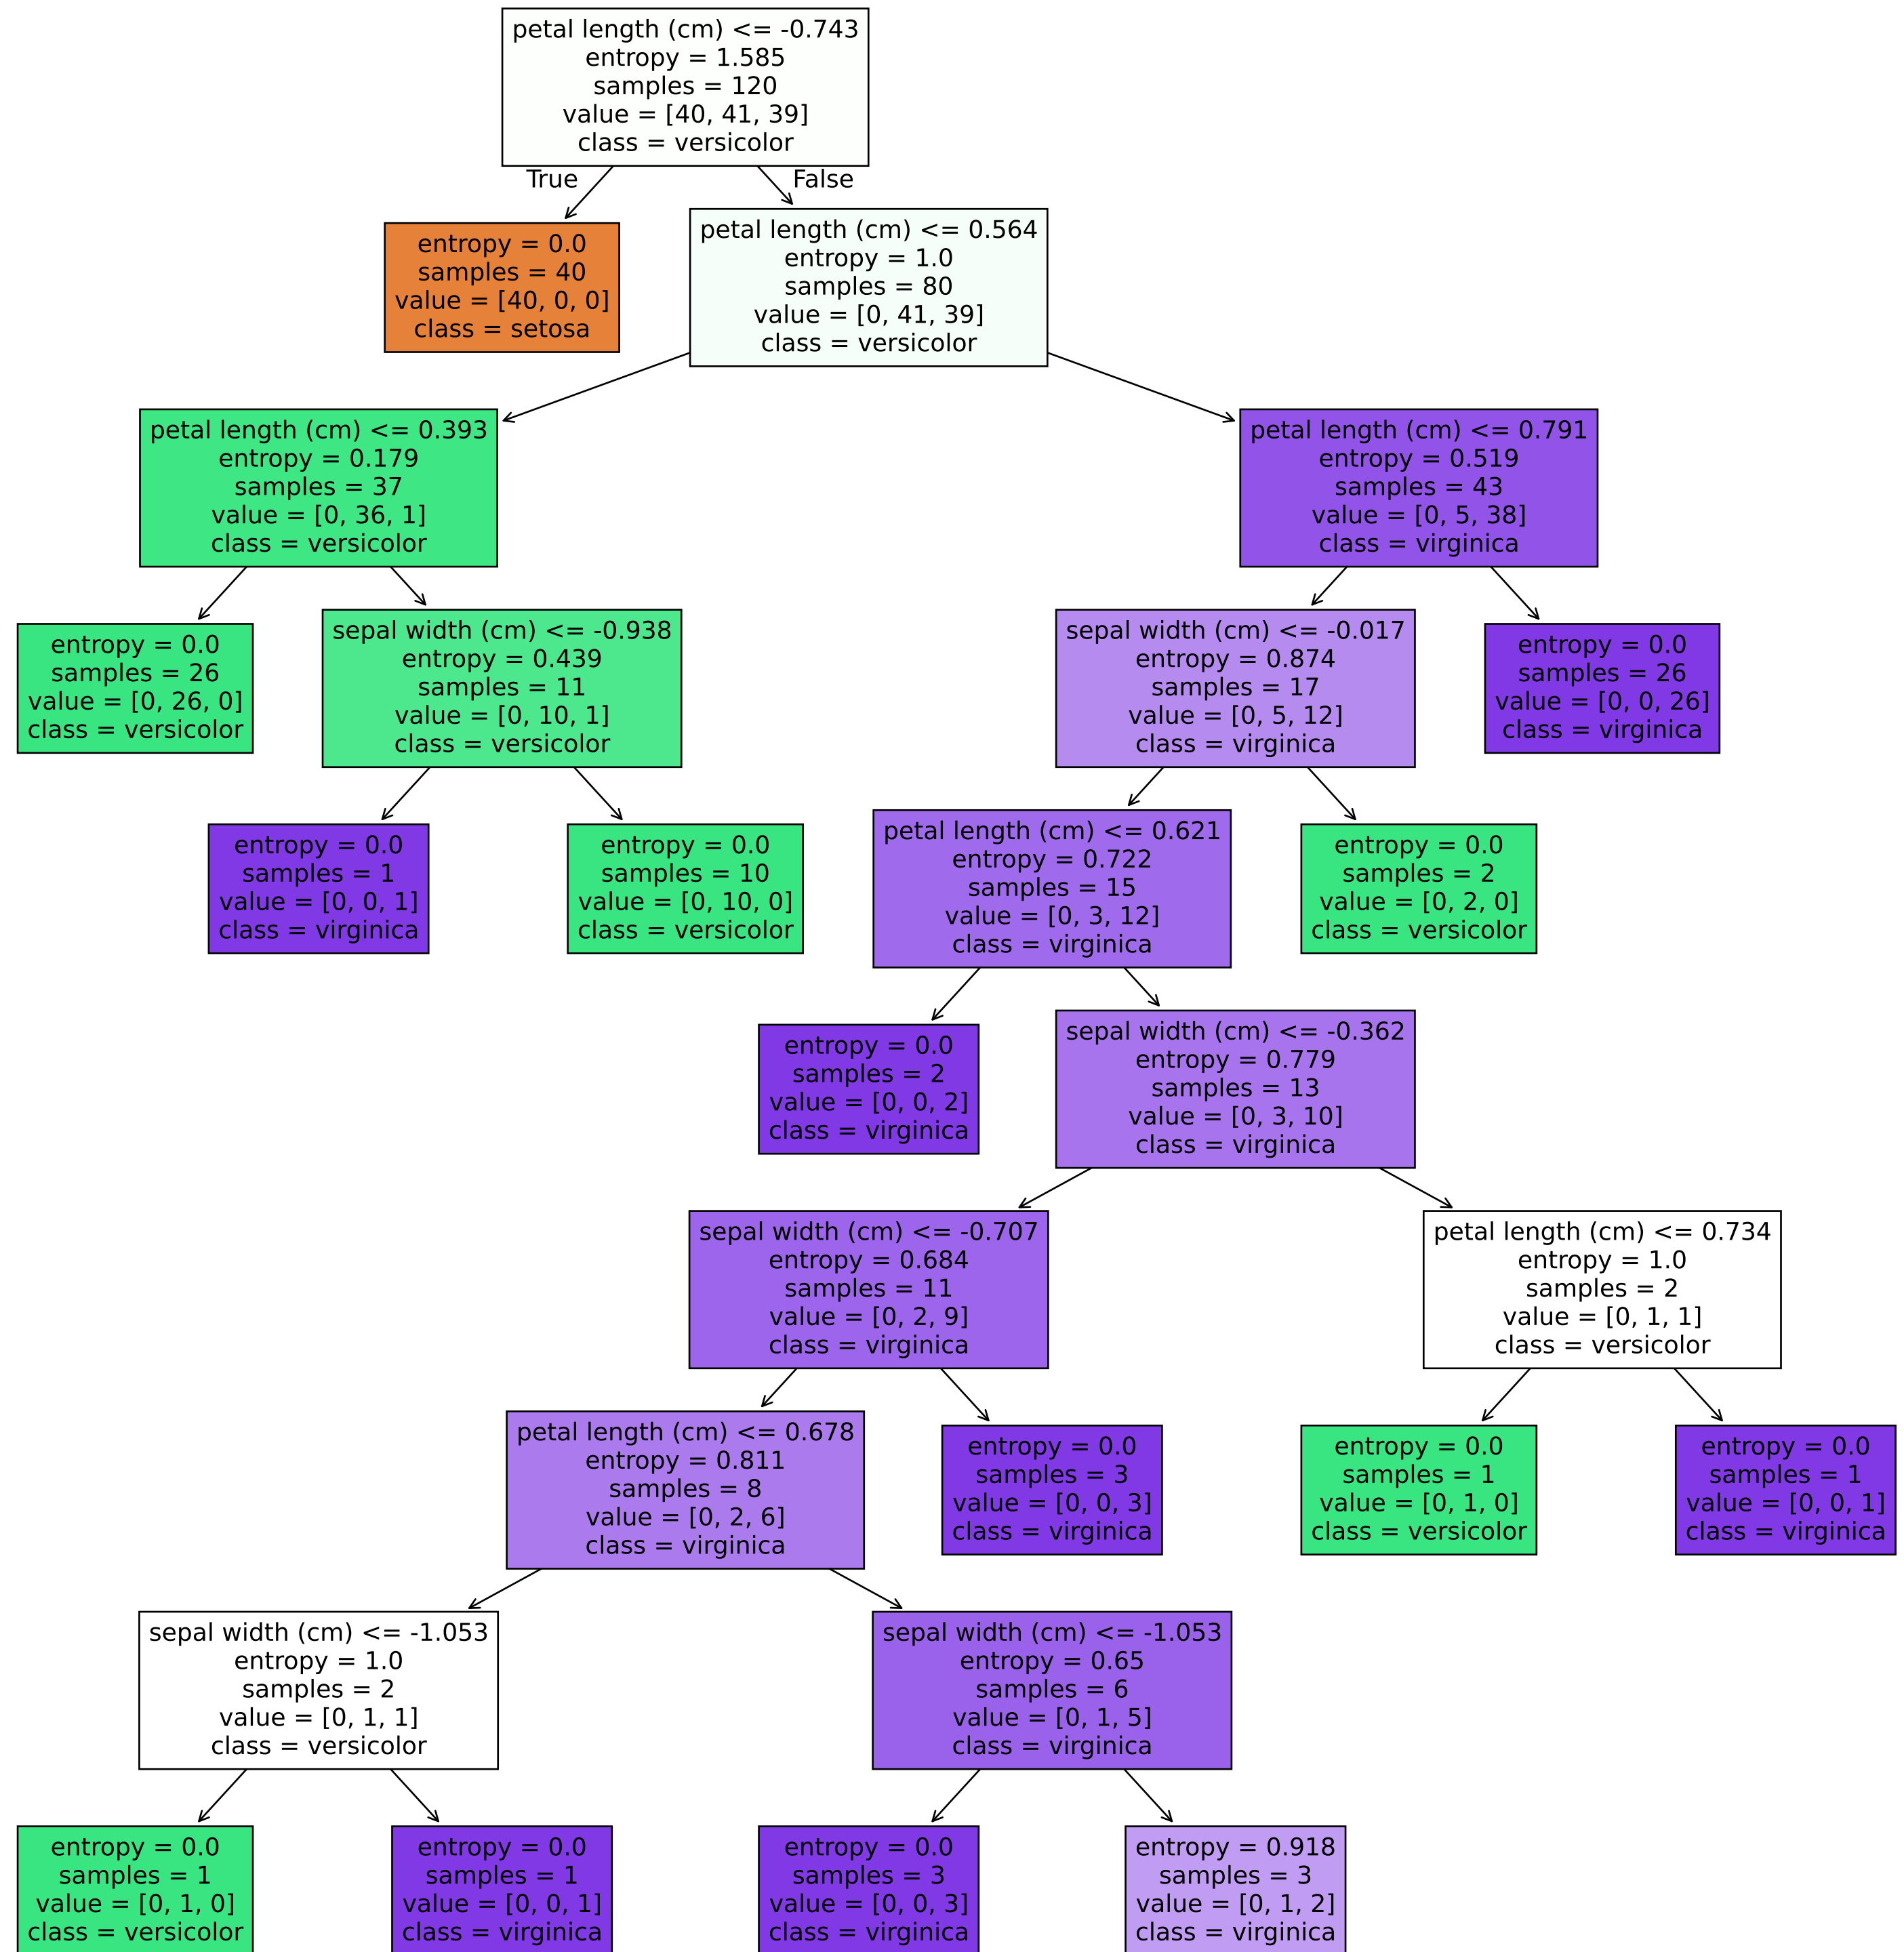 petal length (cm) <= -0.743
entropy = 1.585
samples = 120
value = [40, 41, 39]
class = versicolor
True
False
entropy = 0.0
samples = 40
value = [40, 0, 0]
class = setosa
petal length (cm) <= 0.564
entropy = 1.0
samples = 80
value = [0, 41, 39]
class = versicolor
petal length (cm) <= 0.393
entropy = 0.179
samples = 37
value = [0, 36, 1]
class = versicolor
petal length (cm) <= 0.791
entropy = 0.519
samples = 43
value = [0, 5, 38]
class = virginica
entropy = 0.0
samples = 26
value = [0, 26, 0]
class = versicolor
sepal width (cm) <= -0.938
entropy = 0.439
samples = 11
value = [0, 10, 1]
class = versicolor
sepal width (cm) <= -0.017
entropy = 0.874
samples = 17
value = [0, 5, 12]
class = virginica
entropy = 0.0
samples = 26
value = [0, 0, 26]
class = virginica
entropy = 0.0
samples = 1
value = [0, 0, 1]
class = virginica
entropy = 0.0
samples = 10
value = [0, 10, 0]
class = versicolor
petal length (cm) <= 0.621
entropy = 0.722
samples = 15
value = [0, 3, 12]
class = virginica
entropy = 0.0
samples = 2
value = [0, 2, 0]
class = versicolor
entropy = 0.0
samples = 2
value = [0, 0, 2]
class = virginica
sepal width (cm) <= -0.362
entropy = 0.779
samples = 13
value = [0, 3, 10]
class = virginica
sepal width (cm) <= -0.707
entropy = 0.684
samples = 11
value = [0, 2, 9]
class = virginica
petal length (cm) <= 0.734
entropy = 1.0
samples = 2
value = [0, 1, 1]
class = versicolor
petal length (cm) <= 0.678
entropy = 0.811
samples = 8
value = [0, 2, 6]
class = virginica
entropy = 0.0
samples = 3
value = [0, 0, 3]
class = virginica
entropy = 0.0
samples = 1
value = [0, 1, 0]
class = versicolor
entropy = 0.0
samples = 1
value = [0, 0, 1]
class = virginica
sepal width (cm) <= -1.053
entropy = 1.0
samples = 2
value = [0, 1, 1]
class = versicolor
sepal width (cm) <= -1.053
entropy = 0.65
samples = 6
value = [0, 1, 5]
class = virginica
entropy = 0.0
samples = 1
value = [0, 1, 0]
class = versicolor
entropy = 0.0
samples = 1
value = [0, 0, 1]
class = virginica
entropy = 0.0
samples = 3
value = [0, 0, 3]
class = virginica
entropy = 0.918
samples = 3
value = [0, 1, 2]
class = virginica